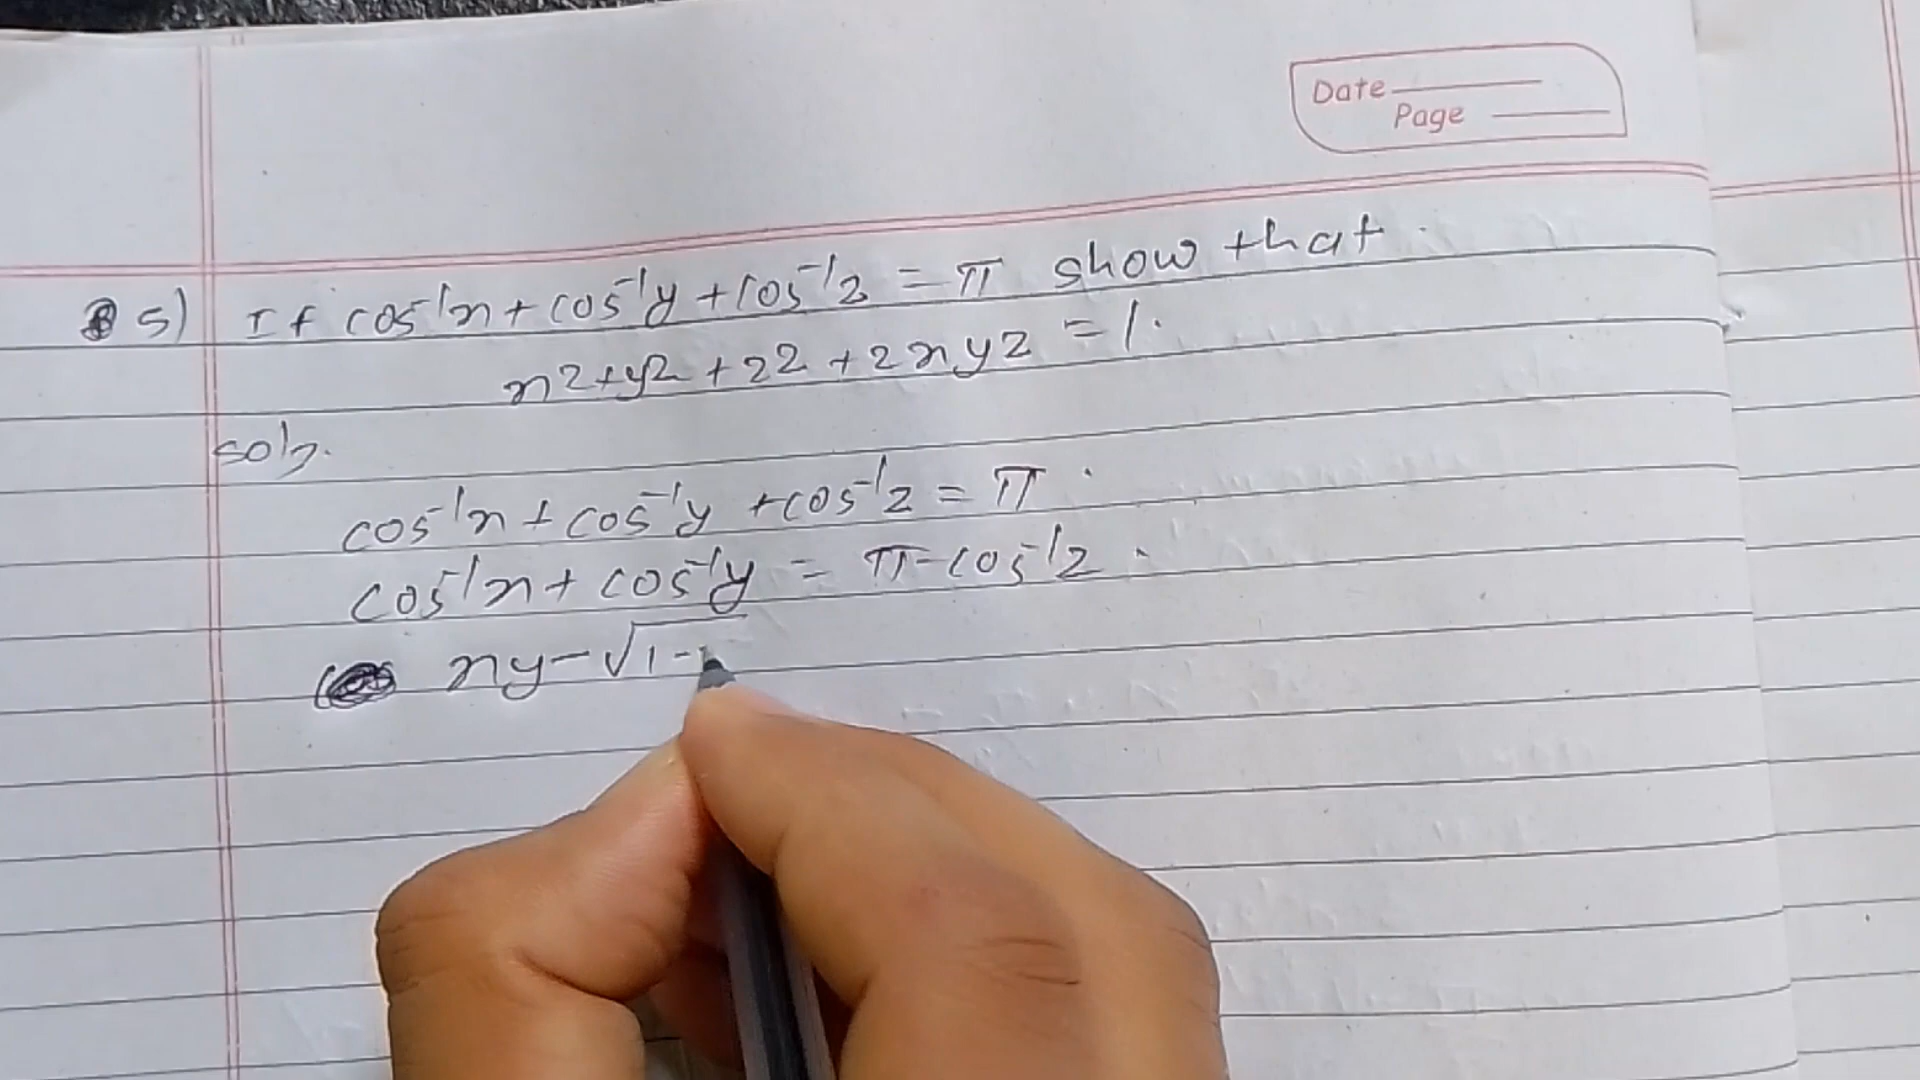 Date
Page
5) If cos⁻¹x + cos⁻¹y + cos⁻¹z = π show that.
x² + y² + z² + 2xyz = 1.
soln.
cos⁻¹x + cos⁻¹y + cos⁻¹z = π.
cos⁻¹x + cos⁻¹y = π - cos⁻¹z.
xy - √1 -